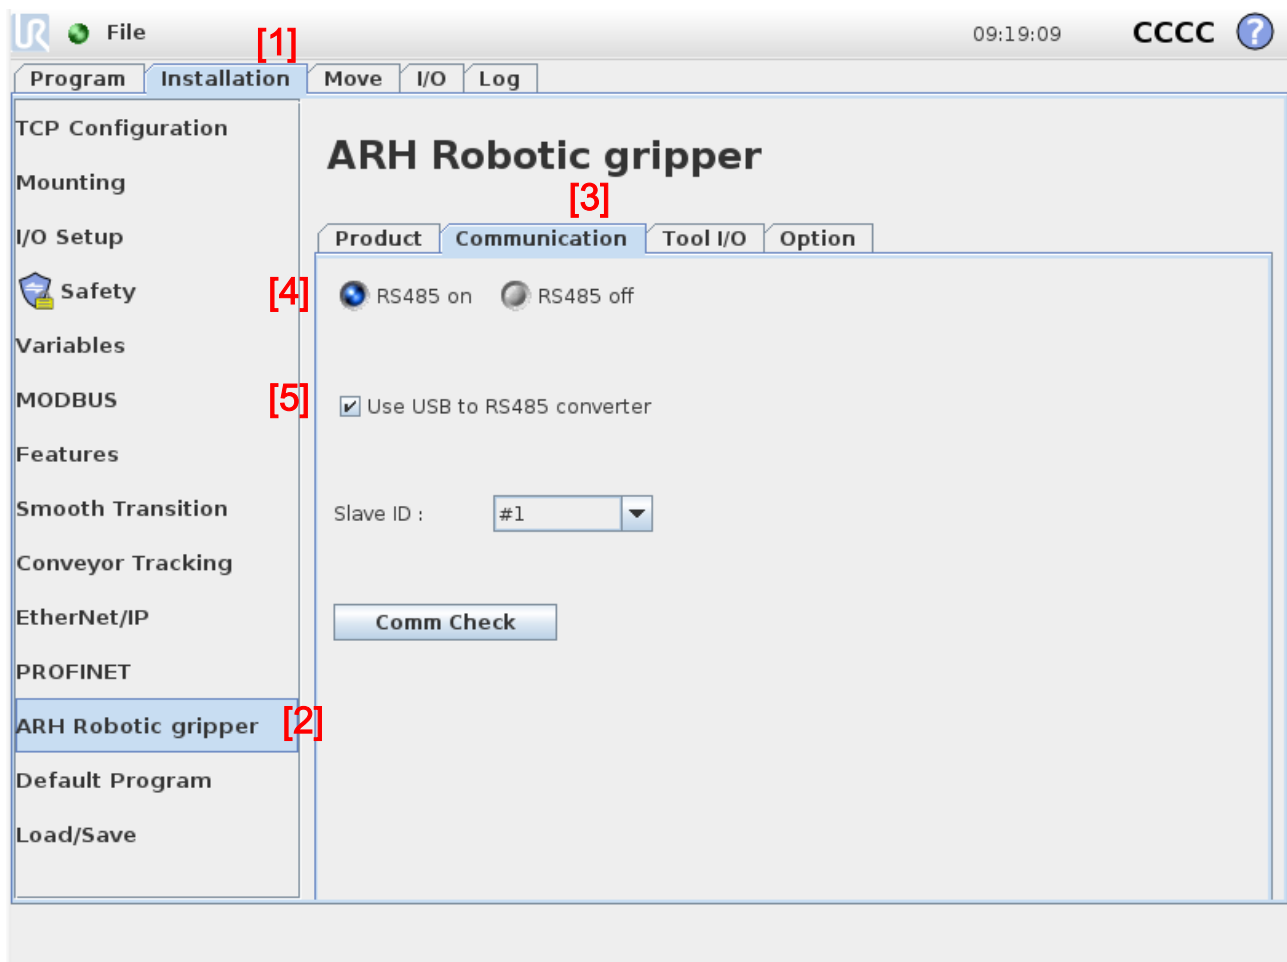 UR File 09:19:09 CCCC ?
[1]
Program Installation Move I/O Log
TCP Configuration
Mounting
I/O Setup
Safety
Variables
MODBUS
Features
Smooth Transition
Conveyor Tracking
EtherNet/IP
PROFINET
ARH Robotic gripper [2]
Default Program
Load/Save
ARH Robotic gripper
[3]
Product Communication Tool I/O Option
[4] RS485 on RS485 off
[5] Use USB to RS485 converter
Slave ID : #1
Comm Check